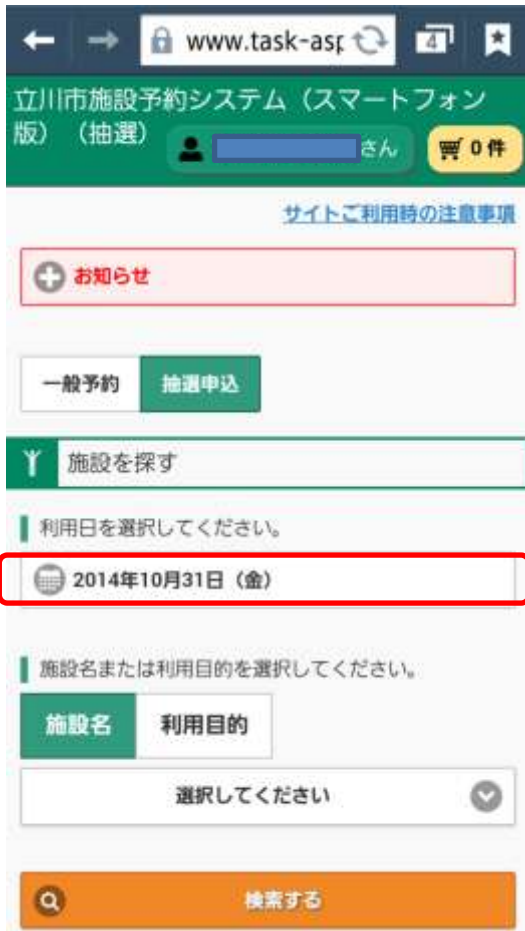 www.task-asp
4
立川市施設予約システム（スマートフォン
版）（抽選）
さん
0件
サイトご利用時の注意事項
お知らせ
一般予約
抽選申込
施設を探す
利用日を選択してください。
2014年10月31日（金）
施設名または利用目的を選択してください。
施設名
利用目的
選択してください
検索する